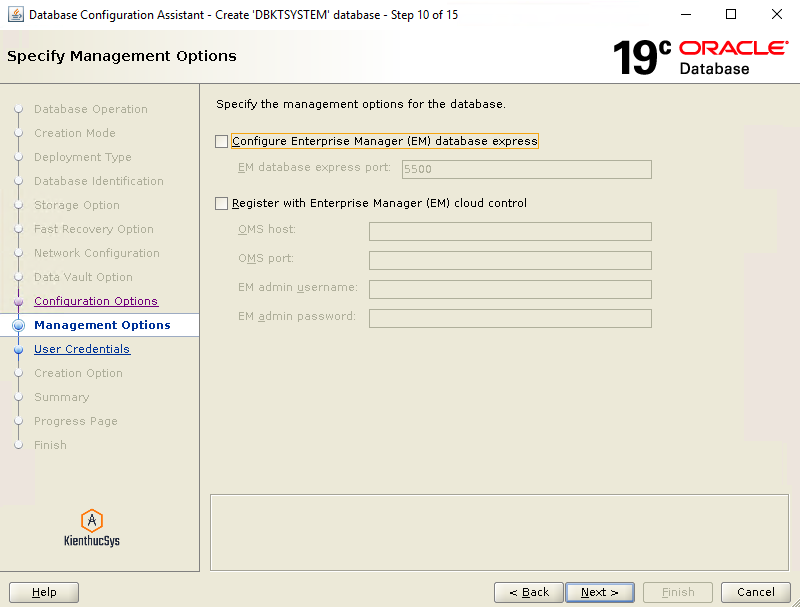 Database Configuration Assistant - Create 'DBKTSYSTEM' database - Step 10 of 15
Specify Management Options
19c ORACLE
Database
Database Operation
Creation Mode
Deployment Type
Database Identification
Storage Option
Fast Recovery Option
Network Configuration
Data Vault Option
Configuration Options
Management Options
User Credentials
Creation Option
Summary
Progress Page
Finish
KienthucSys
Specify the management options for the database.
Configure Enterprise Manager (EM) database express
EM database express port: 5500
Register with Enterprise Manager (EM) cloud control
OMS host:
OMS port:
EM admin username:
EM admin password:
Help
< Back
Next >
Finish
Cancel